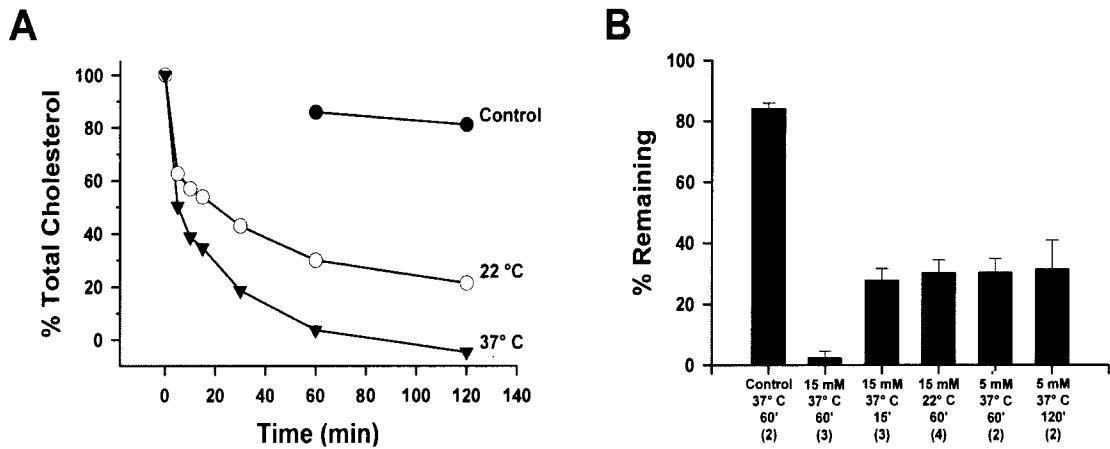 A
% Total Cholesterol
100
80
60
40
20
0
Control
22 °C
37° C
0 20 40 60 80 100 120 140
Time (min)
B
% Remaining
100
80
60
40
20
0
Control 15 mM 15 mM 15 mM 5 mM 5 mM
37° C 37° C 37° C 22° C 37° C 37° C
60' 60' 15' 60' 60' 120'
(2) (3) (3) (4) (2) (2)